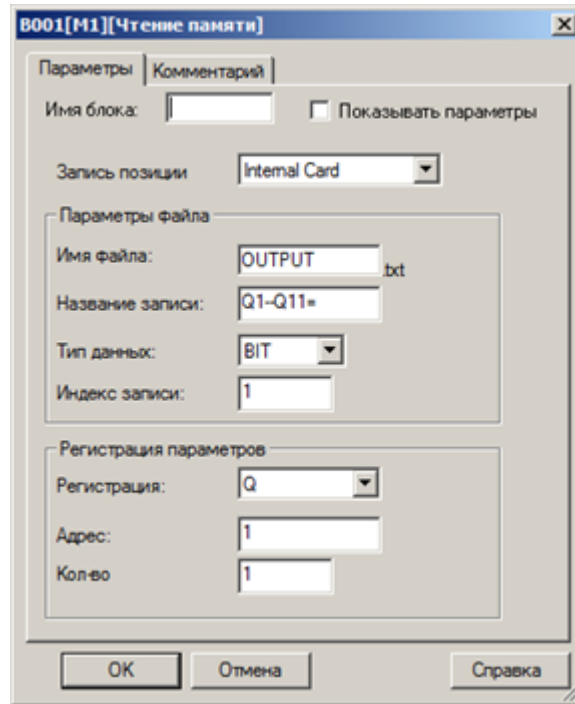 B001[M1][Чтение памяти]
Параметры Комментарий
Имя блока: Показывать параметры
Запись позиции Internal Card
Параметры файла
Имя файла: OUTPUT .txt
Название записи: Q1--Q11=
Тип данных: BIT
Индекс записи: 1
Регистрация параметров
Регистрация: Q
Адрес: 1
Кол-во 1
OK Отмена Справка